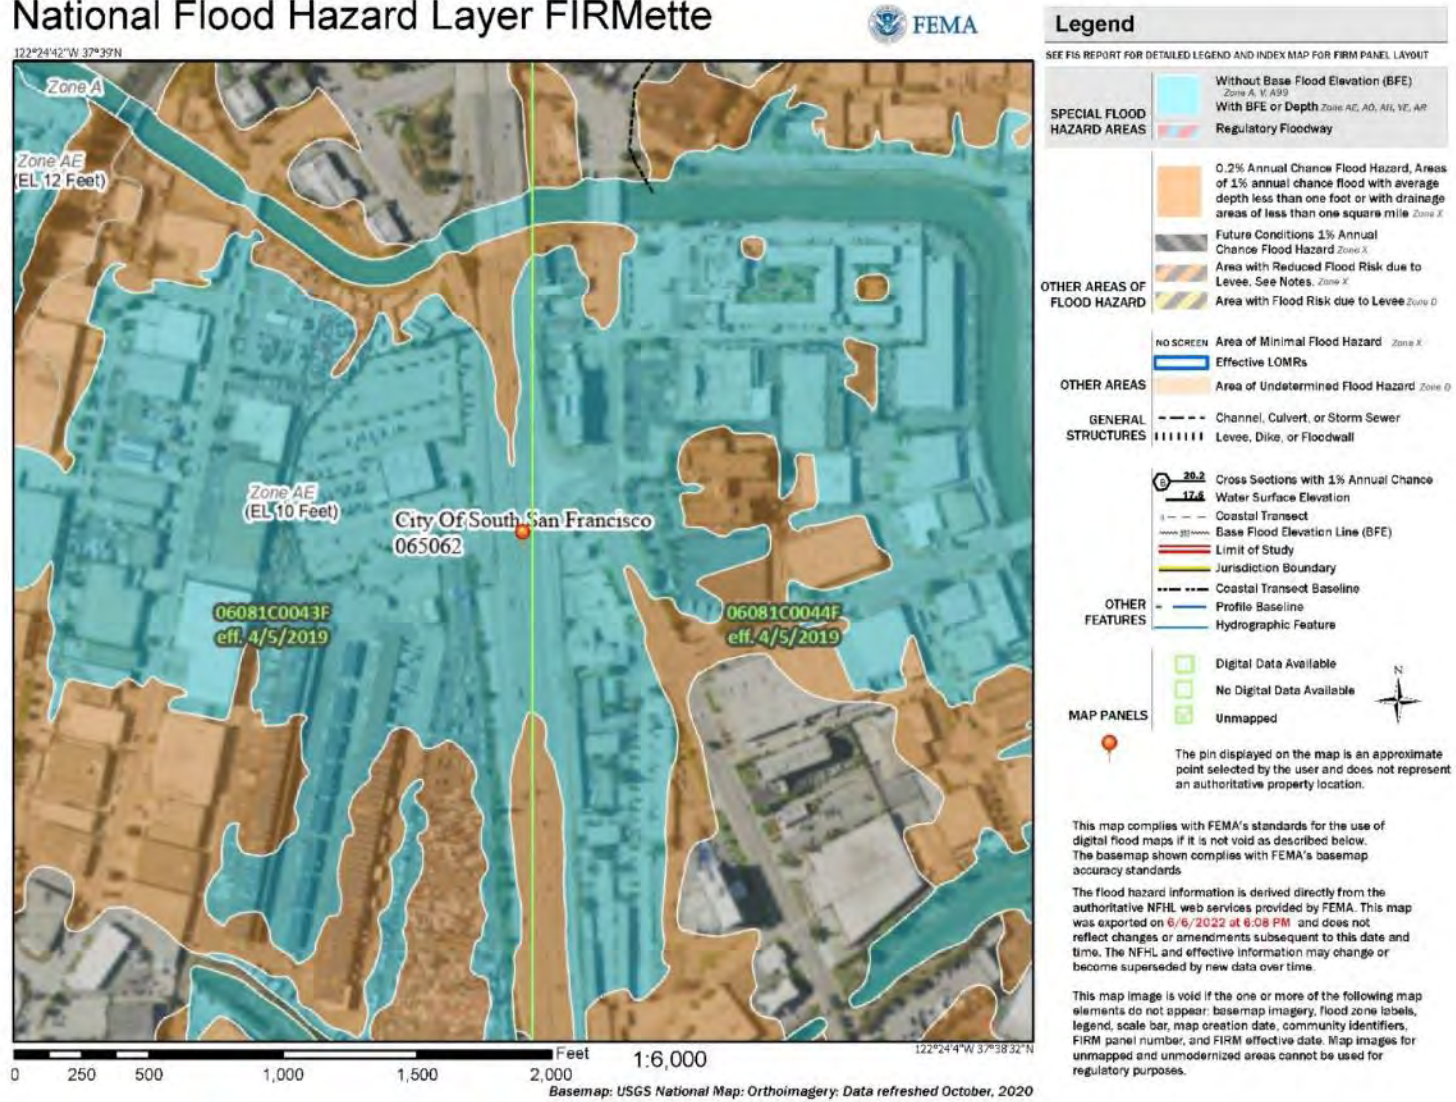 National Flood Hazard Layer FIRMette
FEMA
122°24'42"W 37°39'N
Zone A
Zone AE
(EL 12 Feet)
Zone AE
(EL 10 Feet)
City Of South San Francisco
065062
06081C0043F
eff. 4/5/2019
06081C0044F
eff. 4/5/2019
122°24'4"W 37°38'32"N
0 250 500 1,000 1,500 2,000 Feet 1:6,000
Basemap: USGS National Map: Orthoimagery: Data refreshed October, 2020
Legend
SEE FIS REPORT FOR DETAILED LEGEND AND INDEX MAP FOR FIRM PANEL LAYOUT
SPECIAL FLOOD
HAZARD AREAS
Without Base Flood Elevation (BFE)
Zone A, V, A99
With BFE or Depth Zone AE, AO, AH, VE, AR
Regulatory Floodway
OTHER AREAS OF
FLOOD HAZARD
0.2% Annual Chance Flood Hazard, Areas
of 1% annual chance flood with average
depth less than one foot or with drainage
areas of less than one square mile Zone X
Future Conditions 1% Annual
Chance Flood Hazard Zone X
Area with Reduced Flood Risk due to
Levee. See Notes. Zone X
Area with Flood Risk due to Levee Zone D
OTHER AREAS
NO SCREEN Area of Minimal Flood Hazard Zone X
Effective LOMRs
Area of Undetermined Flood Hazard Zone D
GENERAL
STRUCTURES
Channel, Culvert, or Storm Sewer
Levee, Dike, or Floodwall
OTHER
FEATURES
B 20.2 Cross Sections with 1% Annual Chance
17.5 Water Surface Elevation
Coastal Transect
Base Flood Elevation Line (BFE)
Limit of Study
Jurisdiction Boundary
Coastal Transect Baseline
Profile Baseline
Hydrographic Feature
MAP PANELS
Digital Data Available
No Digital Data Available
Unmapped
N
The pin displayed on the map is an approximate
point selected by the user and does not represent
an authoritative property location.
This map complies with FEMA's standards for the use of
digital flood maps if it is not void as described below.
The basemap shown complies with FEMA's basemap
accuracy standards
The flood hazard information is derived directly from the
authoritative NFHL web services provided by FEMA. This map
was exported on 6/6/2022 at 6:08 PM and does not
reflect changes or amendments subsequent to this date and
time. The NFHL and effective information may change or
become superseded by new data over time.
This map image is void if the one or more of the following map
elements do not appear: basemap imagery, flood zone labels,
legend, scale bar, map creation date, community identifiers,
FIRM panel number, and FIRM effective date. Map images for
unmapped and unmodernized areas cannot be used for
regulatory purposes.